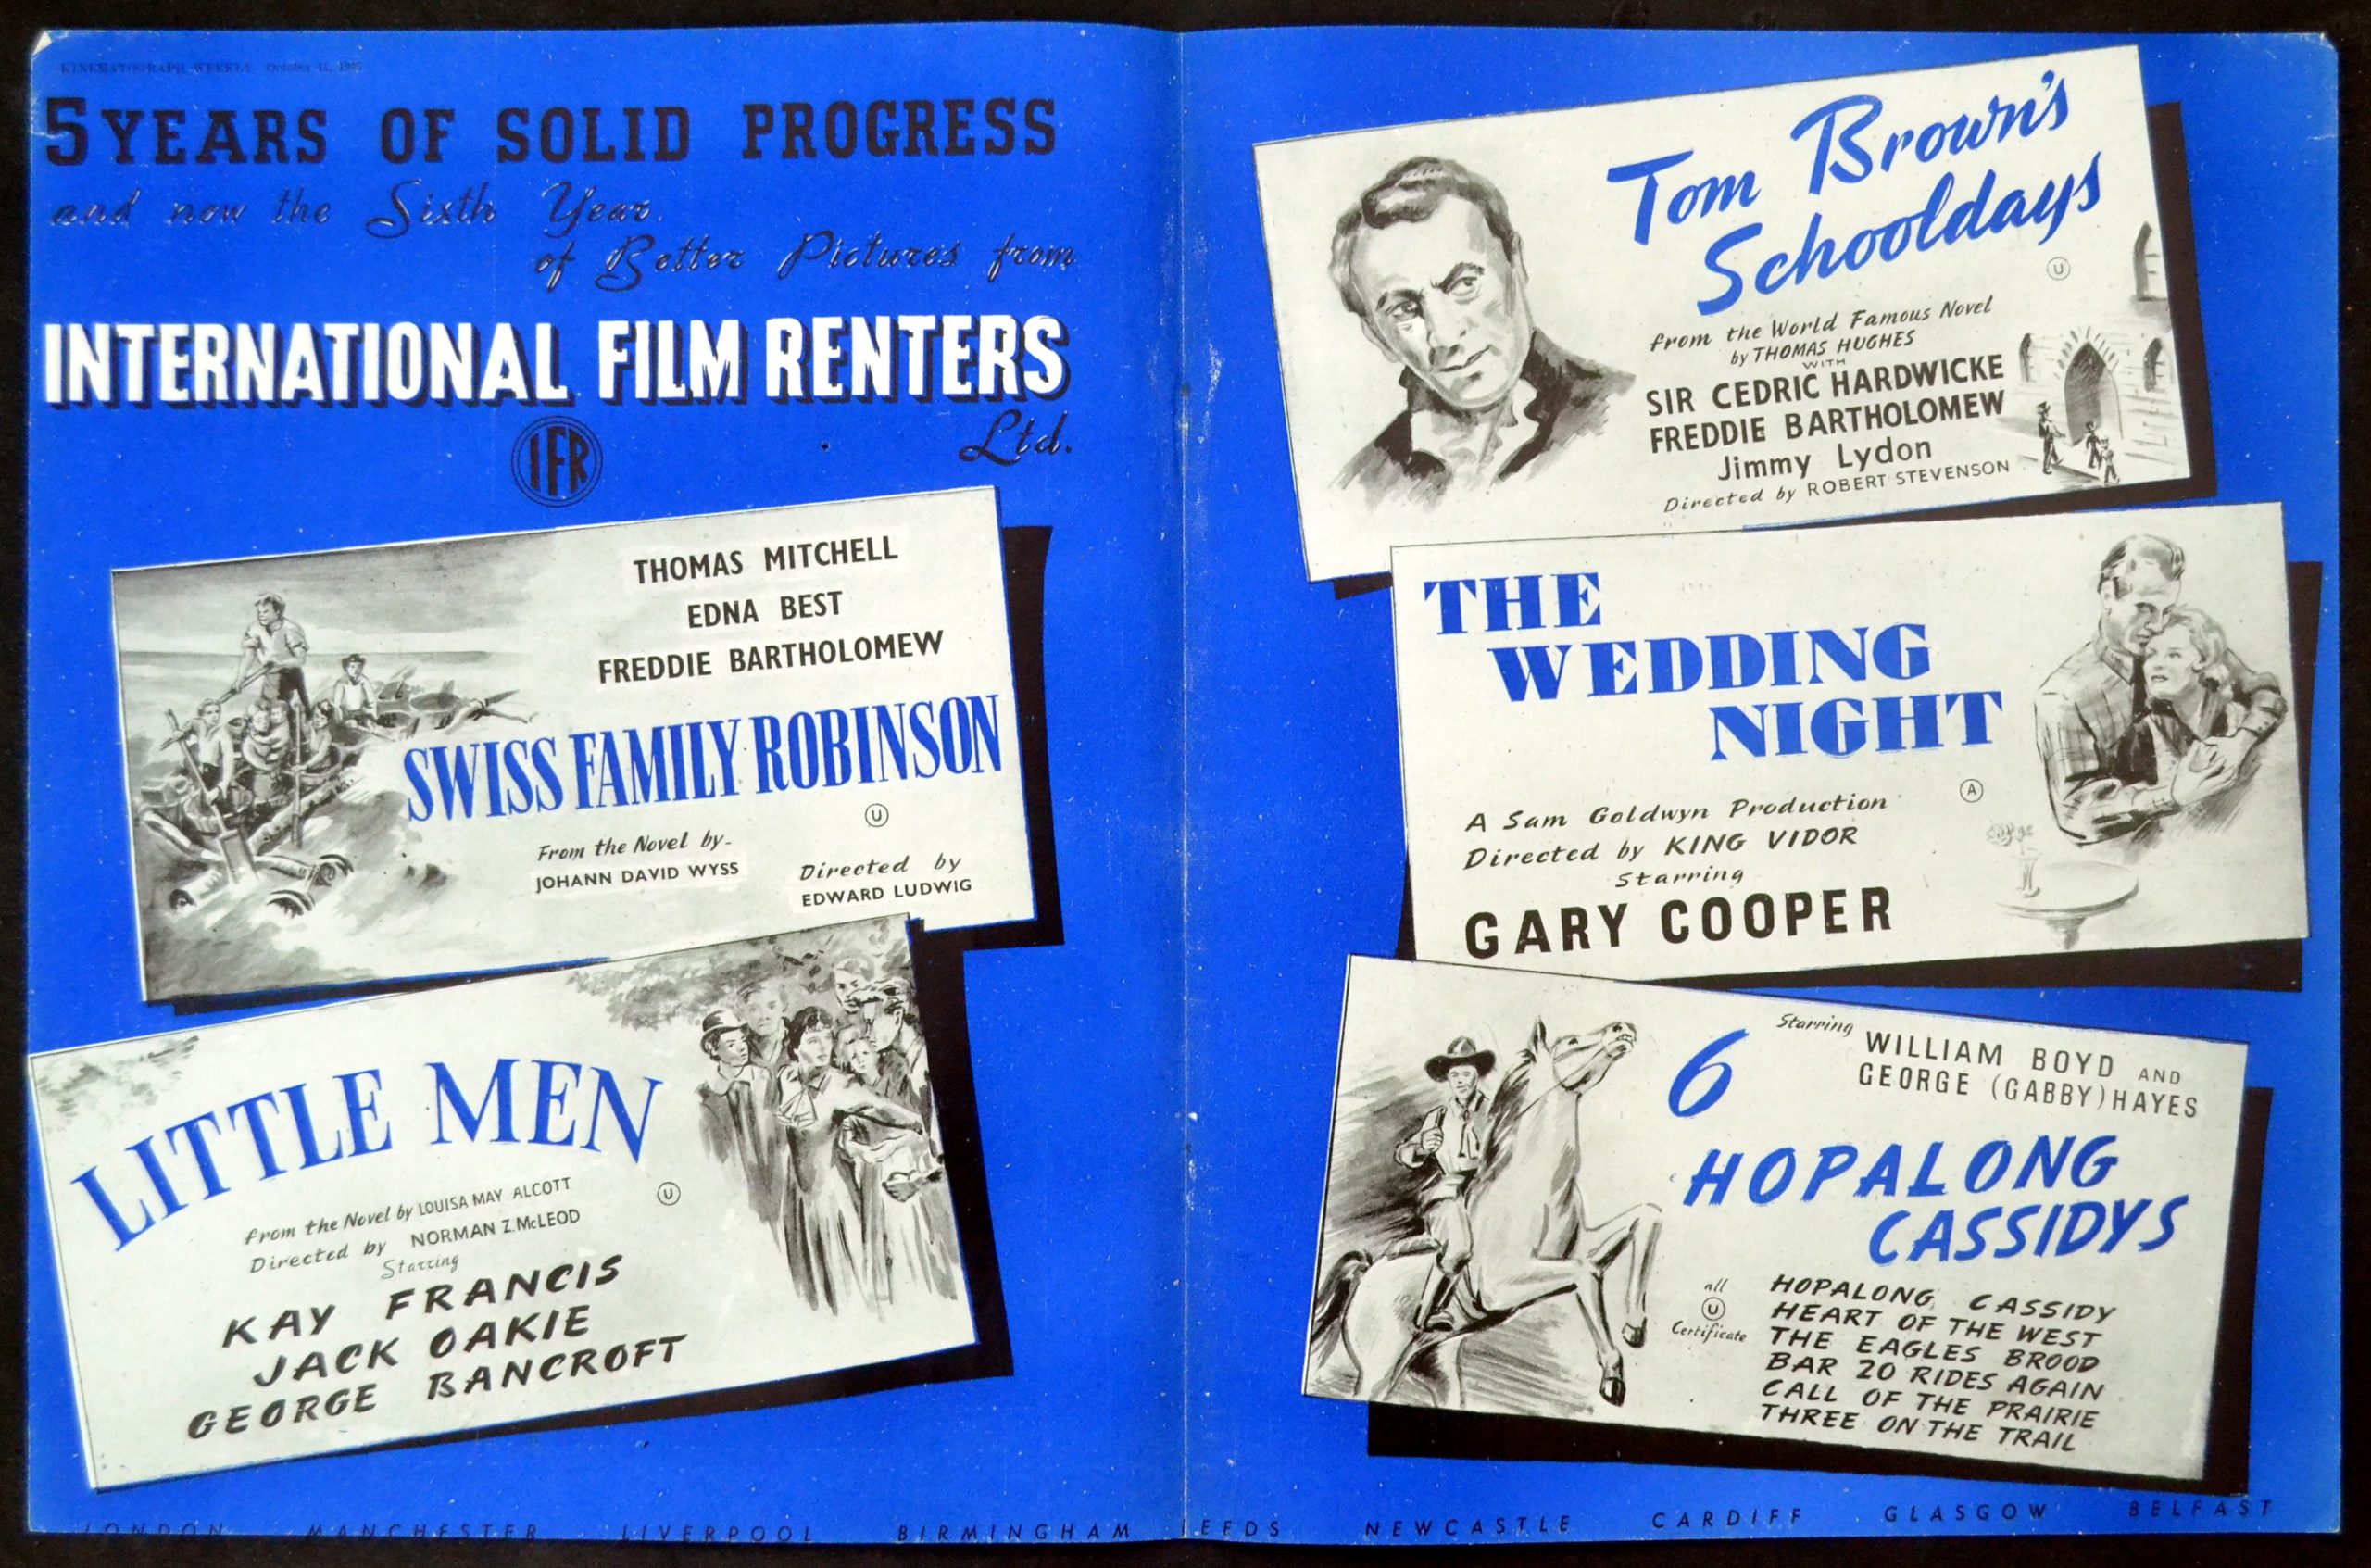 KINEMATOGRAPH WEEKLY October 11,
5 YEARS OF SOLID PROGRESS
and now the Sixth Year
of Better Pictures from
INTERNATIONAL FILM RENTERS
Ltd.
IFR
THOMAS MITCHELL
EDNA BEST
FREDDIE BARTHOLOMEW
SWISS FAMILY ROBINSON
U
From the Novel by-
JOHANN DAVID WYSS
Directed by
EDWARD LUDWIG
LITTLE MEN
U
from the Novel by LOUISA MAY ALCOTT
Directed by NORMAN Z. McLEOD
Starring
KAY FRANCIS
JACK OAKIE
GEORGE BANCROFT
Tom Brown's
Schooldays
U
from the World Famous Novel
by THOMAS HUGHES
WITH
SIR CEDRIC HARDWICKE
FREDDIE BARTHOLOMEW
Jimmy Lydon
Directed by ROBERT STEVENSON
THE
WEDDING
NIGHT
A
A Sam Goldwyn Production
Directed by KING VIDOR
Starring
GARY COOPER
6
Starring WILLIAM BOYD AND
GEORGE (GABBY) HAYES
HOPALONG
CASSIDYS
all
U
Certificate
HOPALONG CASSIDY
HEART OF THE WEST
THE EAGLES BROOD
BAR 20 RIDES AGAIN
CALL OF THE PRAIRIE
THREE ON THE TRAIL
LONDON MANCHESTER LIVERPOOL BIRMINGHAM LEEDS NEWCASTLE CARDIFF GLASGOW BELFAST